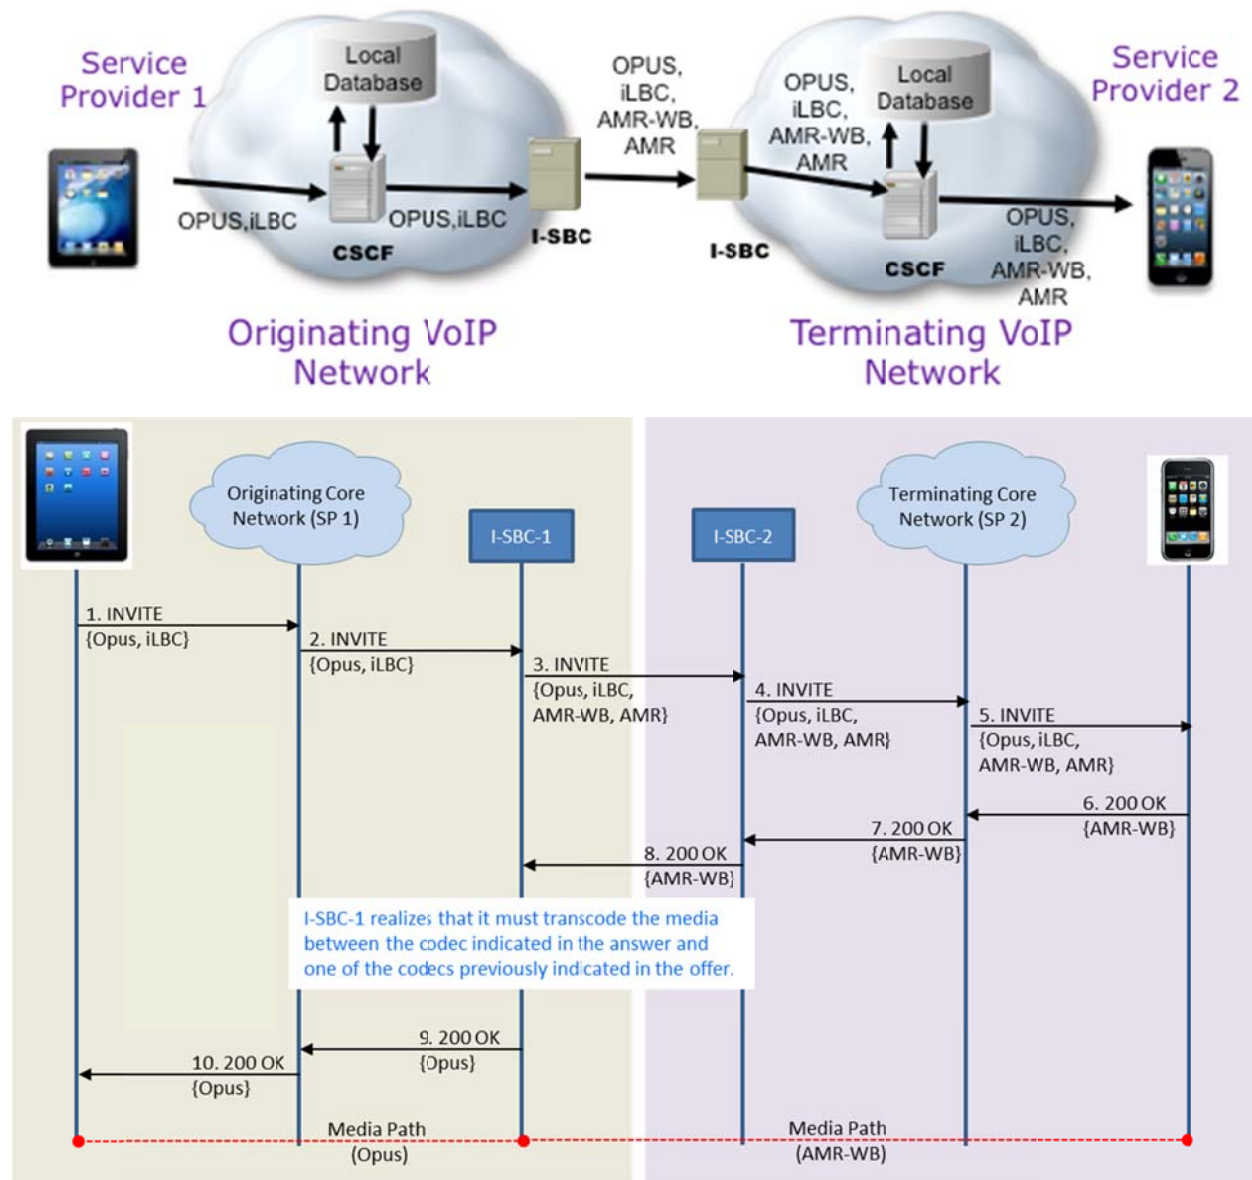 Service
Provider 1
Local
Database
OPUS,iLBC
CSCF
OPUS,iLBC
I-SBC
OPUS,
iLBC,
AMR-WB,
AMR
I-SBC
OPUS,
iLBC,
AMR-WB,
AMR
Local
Database
CSCF
OPUS,
iLBC,
AMR-WB,
AMR
Service
Provider 2
Originating VoIP
Network
Terminating VoIP
Network
Originating Core
Network (SP 1)
I-SBC-1
I-SBC-2
Terminating Core
Network (SP 2)
1. INVITE
{Opus, iLBC}
2. INVITE
{Opus, iLBC}
3. INVITE
{Opus, iLBC,
AMR-WB, AMR}
4. INVITE
{Opus, iLBC,
AMR-WB, AMR}
5. INVITE
{Opus, iLBC,
AMR-WB, AMR}
6. 200 OK
{AMR-WB}
7. 200 OK
{AMR-WB}
8. 200 OK
{AMR-WB}
I-SBC-1 realizes that it must transcode the media
between the codec indicated in the answer and
one of the codecs previously indicated in the offer.
9. 200 OK
{Opus}
10. 200 OK
{Opus}
Media Path
(Opus)
Media Path
(AMR-WB)